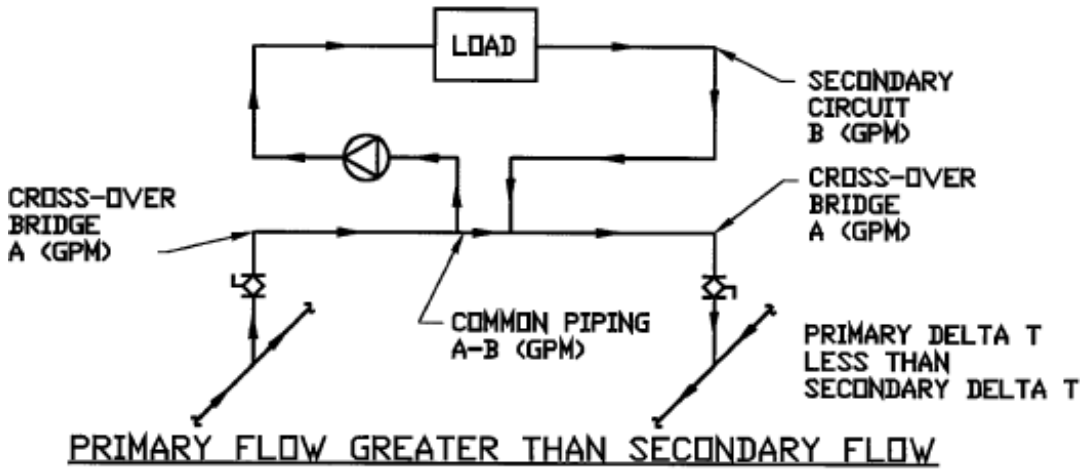 LOAD
SECONDARY
CIRCUIT
B (GPM)
CROSS-OVER
BRIDGE
A (GPM)
CROSS-OVER
BRIDGE
A (GPM)
COMMON PIPING
A-B (GPM)
PRIMARY DELTA T
LESS THAN
SECONDARY DELTA T
PRIMARY FLOW GREATER THAN SECONDARY FLOW